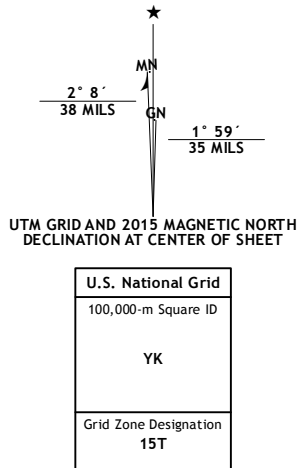 MN
GN
2° 8´
38 MILS
1° 59´
35 MILS
UTM GRID AND 2015 MAGNETIC NORTH
DECLINATION AT CENTER OF SHEET
U.S. National Grid
100,000-m Square ID
YK
Grid Zone Designation
15T